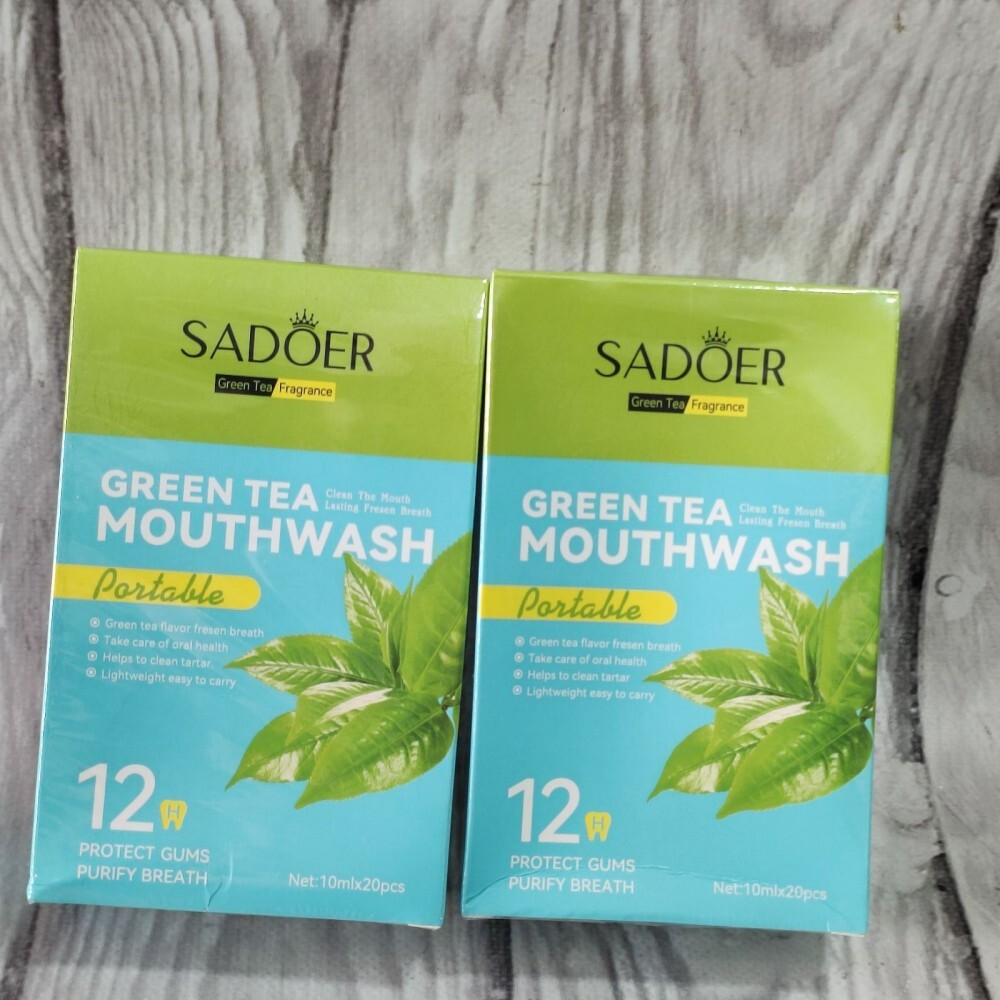 SADOER
Green Tea Fragrance
GREEN TEA
Clean The Mouth
Lasting Fresen Breath
MOUTHWASH
Portable
Green tea flavor fresen breath
Take care of oral health
Helps to clean tartar
Lightweight easy to carry
12H
PROTECT GUMS
PURIFY BREATH
Net:10mlx20pcs
SADOER
Green Tea Fragrance
GREEN TEA
Clean The Mouth
Lasting Fresen Breath
MOUTHWASH
Portable
Green tea flavor fresen breath
Take care of oral health
Helps to clean tartar
Lightweight easy to carry
12H
PROTECT GUMS
PURIFY BREATH
Net:10mlx20pcs